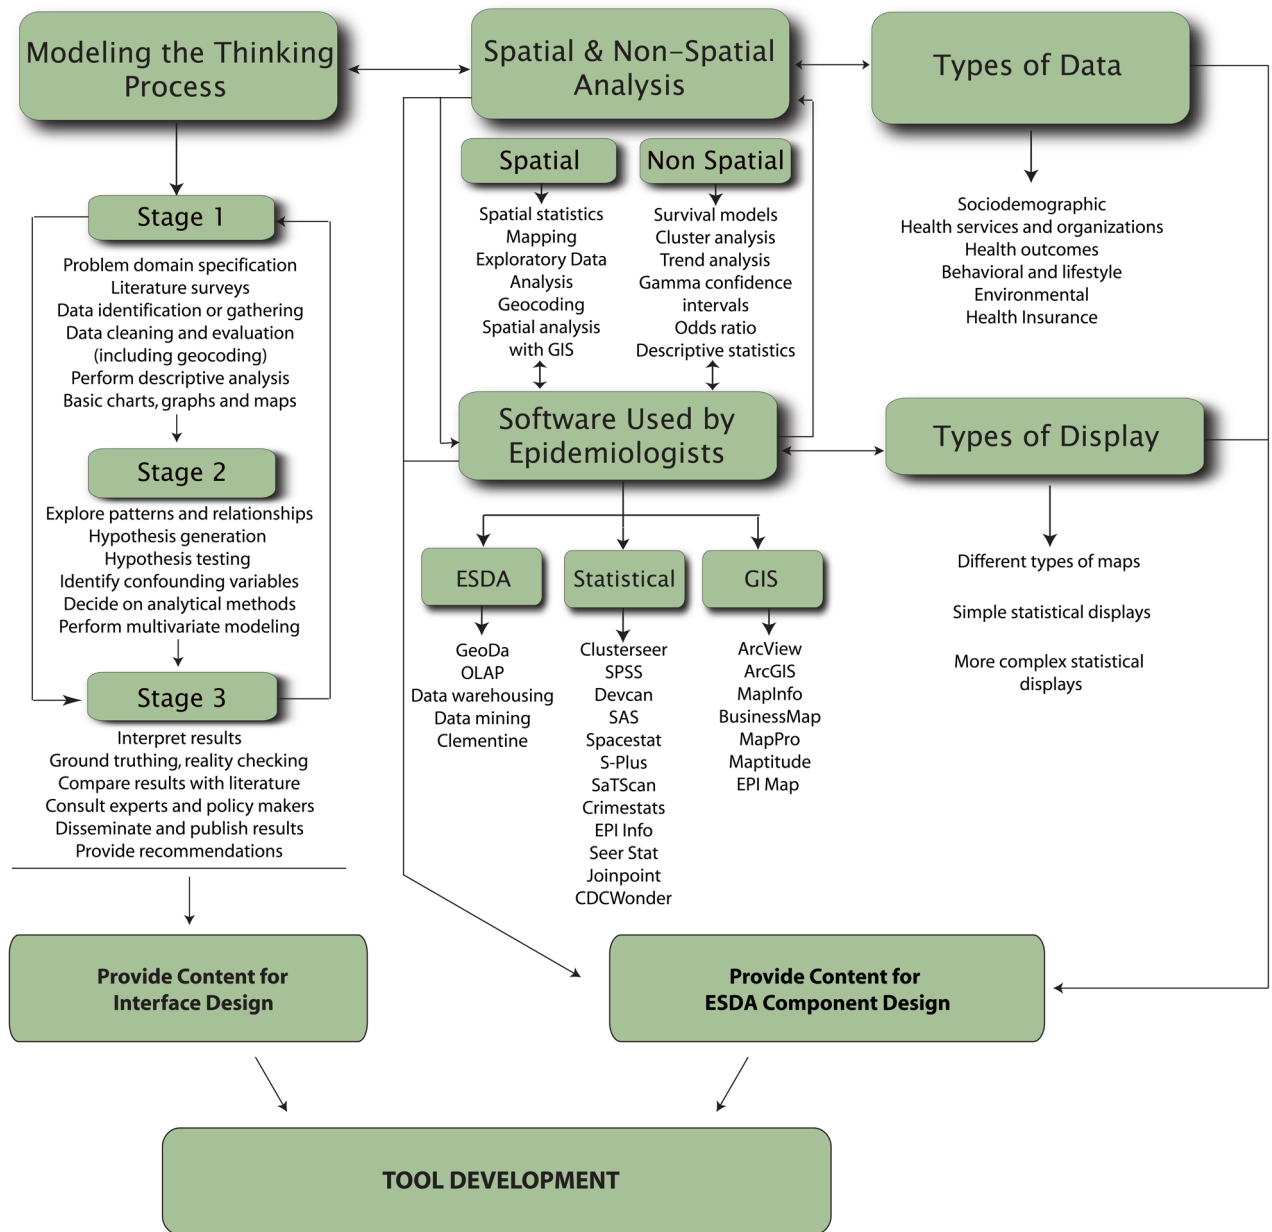 Modeling the Thinking
Process
Spatial & Non-Spatial
Analysis
Types of Data
Stage 1
Problem domain specification
Literature surveys
Data identification or gathering
Data cleaning and evaluation
(including geocoding)
Perform descriptive analysis
Basic charts, graphs and maps
Stage 2
Explore patterns and relationships
Hypothesis generation
Hypothesis testing
Identify confounding variables
Decide on analytical methods
Perform multivariate modeling
Stage 3
Interpret results
Ground truthing, reality checking
Compare results with literature
Consult experts and policy makers
Disseminate and publish results
Provide recommendations
Spatial
Spatial statistics
Mapping
Exploratory Data
Analysis
Geocoding
Spatial analysis
with GIS
Non Spatial
Survival models
Cluster analysis
Trend analysis
Gamma confidence
intervals
Odds ratio
Descriptive statistics
Sociodemographic
Health services and organizations
Health outcomes
Behavioral and lifestyle
Environmental
Health Insurance
Software Used by
Epidemiologists
Types of Display
ESDA
GeoDa
OLAP
Data warehousing
Data mining
Clementine
Statistical
Clusterseer
SPSS
Devcan
SAS
Spacestat
S-Plus
SaTScan
Crimestats
EPI Info
Seer Stat
Joinpoint
CDCWonder
GIS
ArcView
ArcGIS
MapInfo
BusinessMap
MapPro
Maptitude
EPI Map
Different types of maps
Simple statistical displays
More complex statistical
displays
Provide Content for
Interface Design
Provide Content for
ESDA Component Design
TOOL DEVELOPMENT